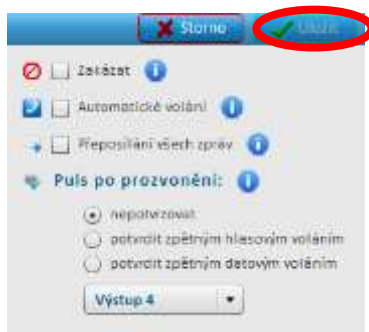 Storno Uložit
Zakázat
Automatické volání
Přeposílání všech zpráv
Puls po prozvonění:
nepotvrzovat
potvrdit zpětným hlasovým voláním
potvrdit zpětným datovým voláním
Výstup 4